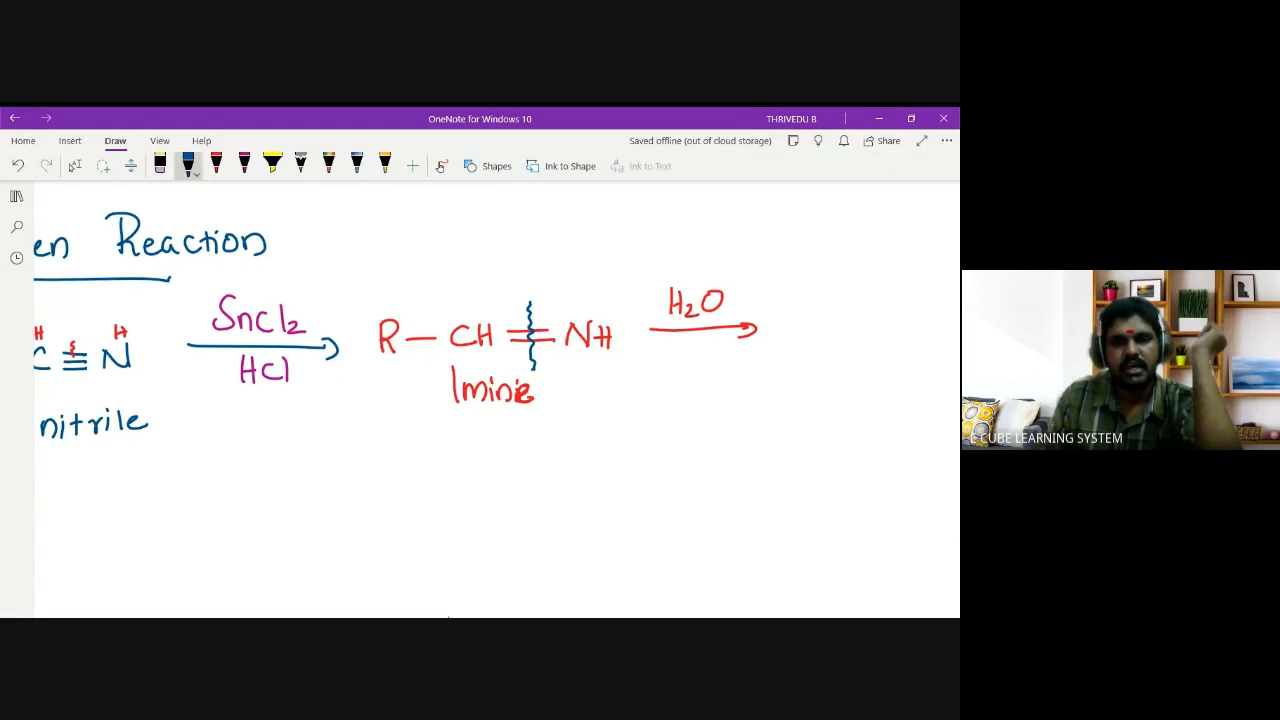 OneNote for Windows 10
THRIVEDU B
Home Insert Draw View Help
Saved offline (out of cloud storage)
Share
Shapes
Ink to Shape
Ink to Text
en Reaction
H H
C ≡ N
nitrile
SnCl2
HCl
R — CH = NH
Imine
H2O
C CUBE LEARNING SYSTEM